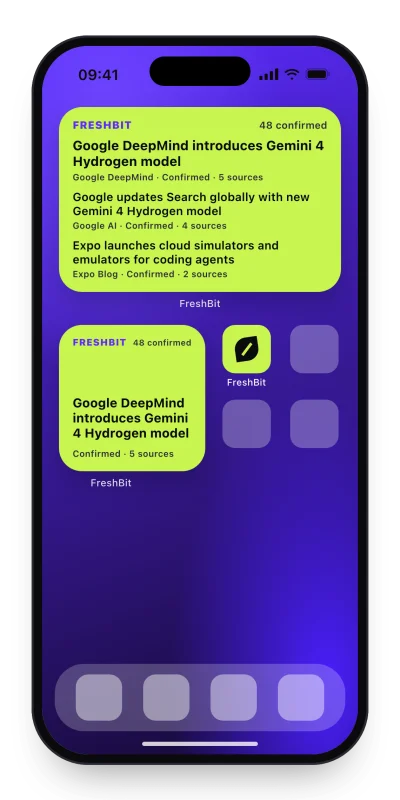 09:41
FRESHBIT 48 confirmed
Google DeepMind introduces Gemini 4
Hydrogen model
Google DeepMind · Confirmed · 5 sources
Google updates Search globally with new
Gemini 4 Hydrogen model
Google AI · Confirmed · 4 sources
Expo launches cloud simulators and
emulators for coding agents
Expo Blog · Confirmed · 2 sources
FreshBit
FRESHBIT 48 confirmed
Google DeepMind
introduces Gemini
4 Hydrogen model
Confirmed · 5 sources
FreshBit
FreshBit